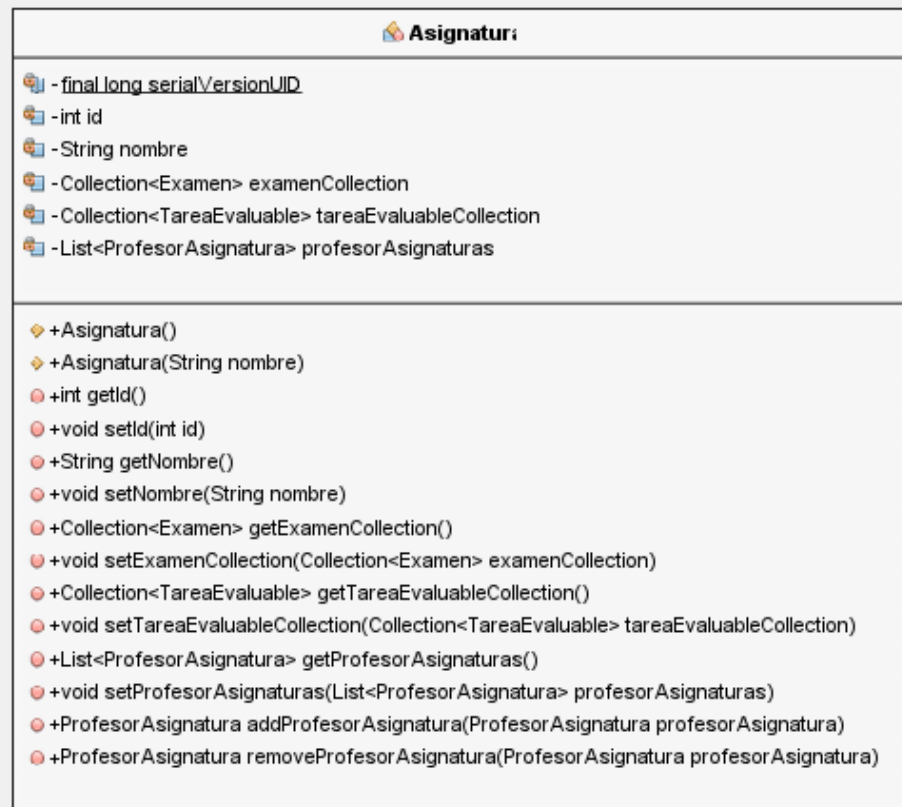 Asignatura
- final long serialVersionUID
- int id
- String nombre
- Collection<Examen> examenCollection
- Collection<TareaEvaluable> tareaEvaluableCollection
- List<ProfesorAsignatura> profesorAsignaturas
+Asignatura()
+Asignatura(String nombre)
+int getId()
+void setId(int id)
+String getNombre()
+void setNombre(String nombre)
+Collection<Examen> getExamenCollection()
+void setExamenCollection(Collection<Examen> examenCollection)
+Collection<TareaEvaluable> getTareaEvaluableCollection()
+void setTareaEvaluableCollection(Collection<TareaEvaluable> tareaEvaluableCollection)
+List<ProfesorAsignatura> getProfesorAsignaturas()
+void setProfesorAsignaturas(List<ProfesorAsignatura> profesorAsignaturas)
+ProfesorAsignatura addProfesorAsignatura(ProfesorAsignatura profesorAsignatura)
+ProfesorAsignatura removeProfesorAsignatura(ProfesorAsignatura profesorAsignatura)